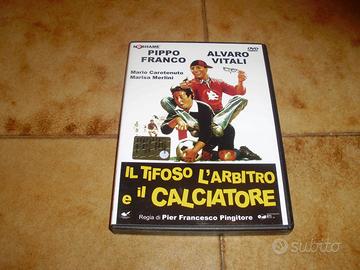 NOSHAME
DVD
PIPPO FRANCO
ALVARO VITALI
Mario Carotenuto
Marisa Merlini
IL TIFOSO L'ARBITRO
e il CALCIATORE
Regia di Pier Francesco Pingitore
subito